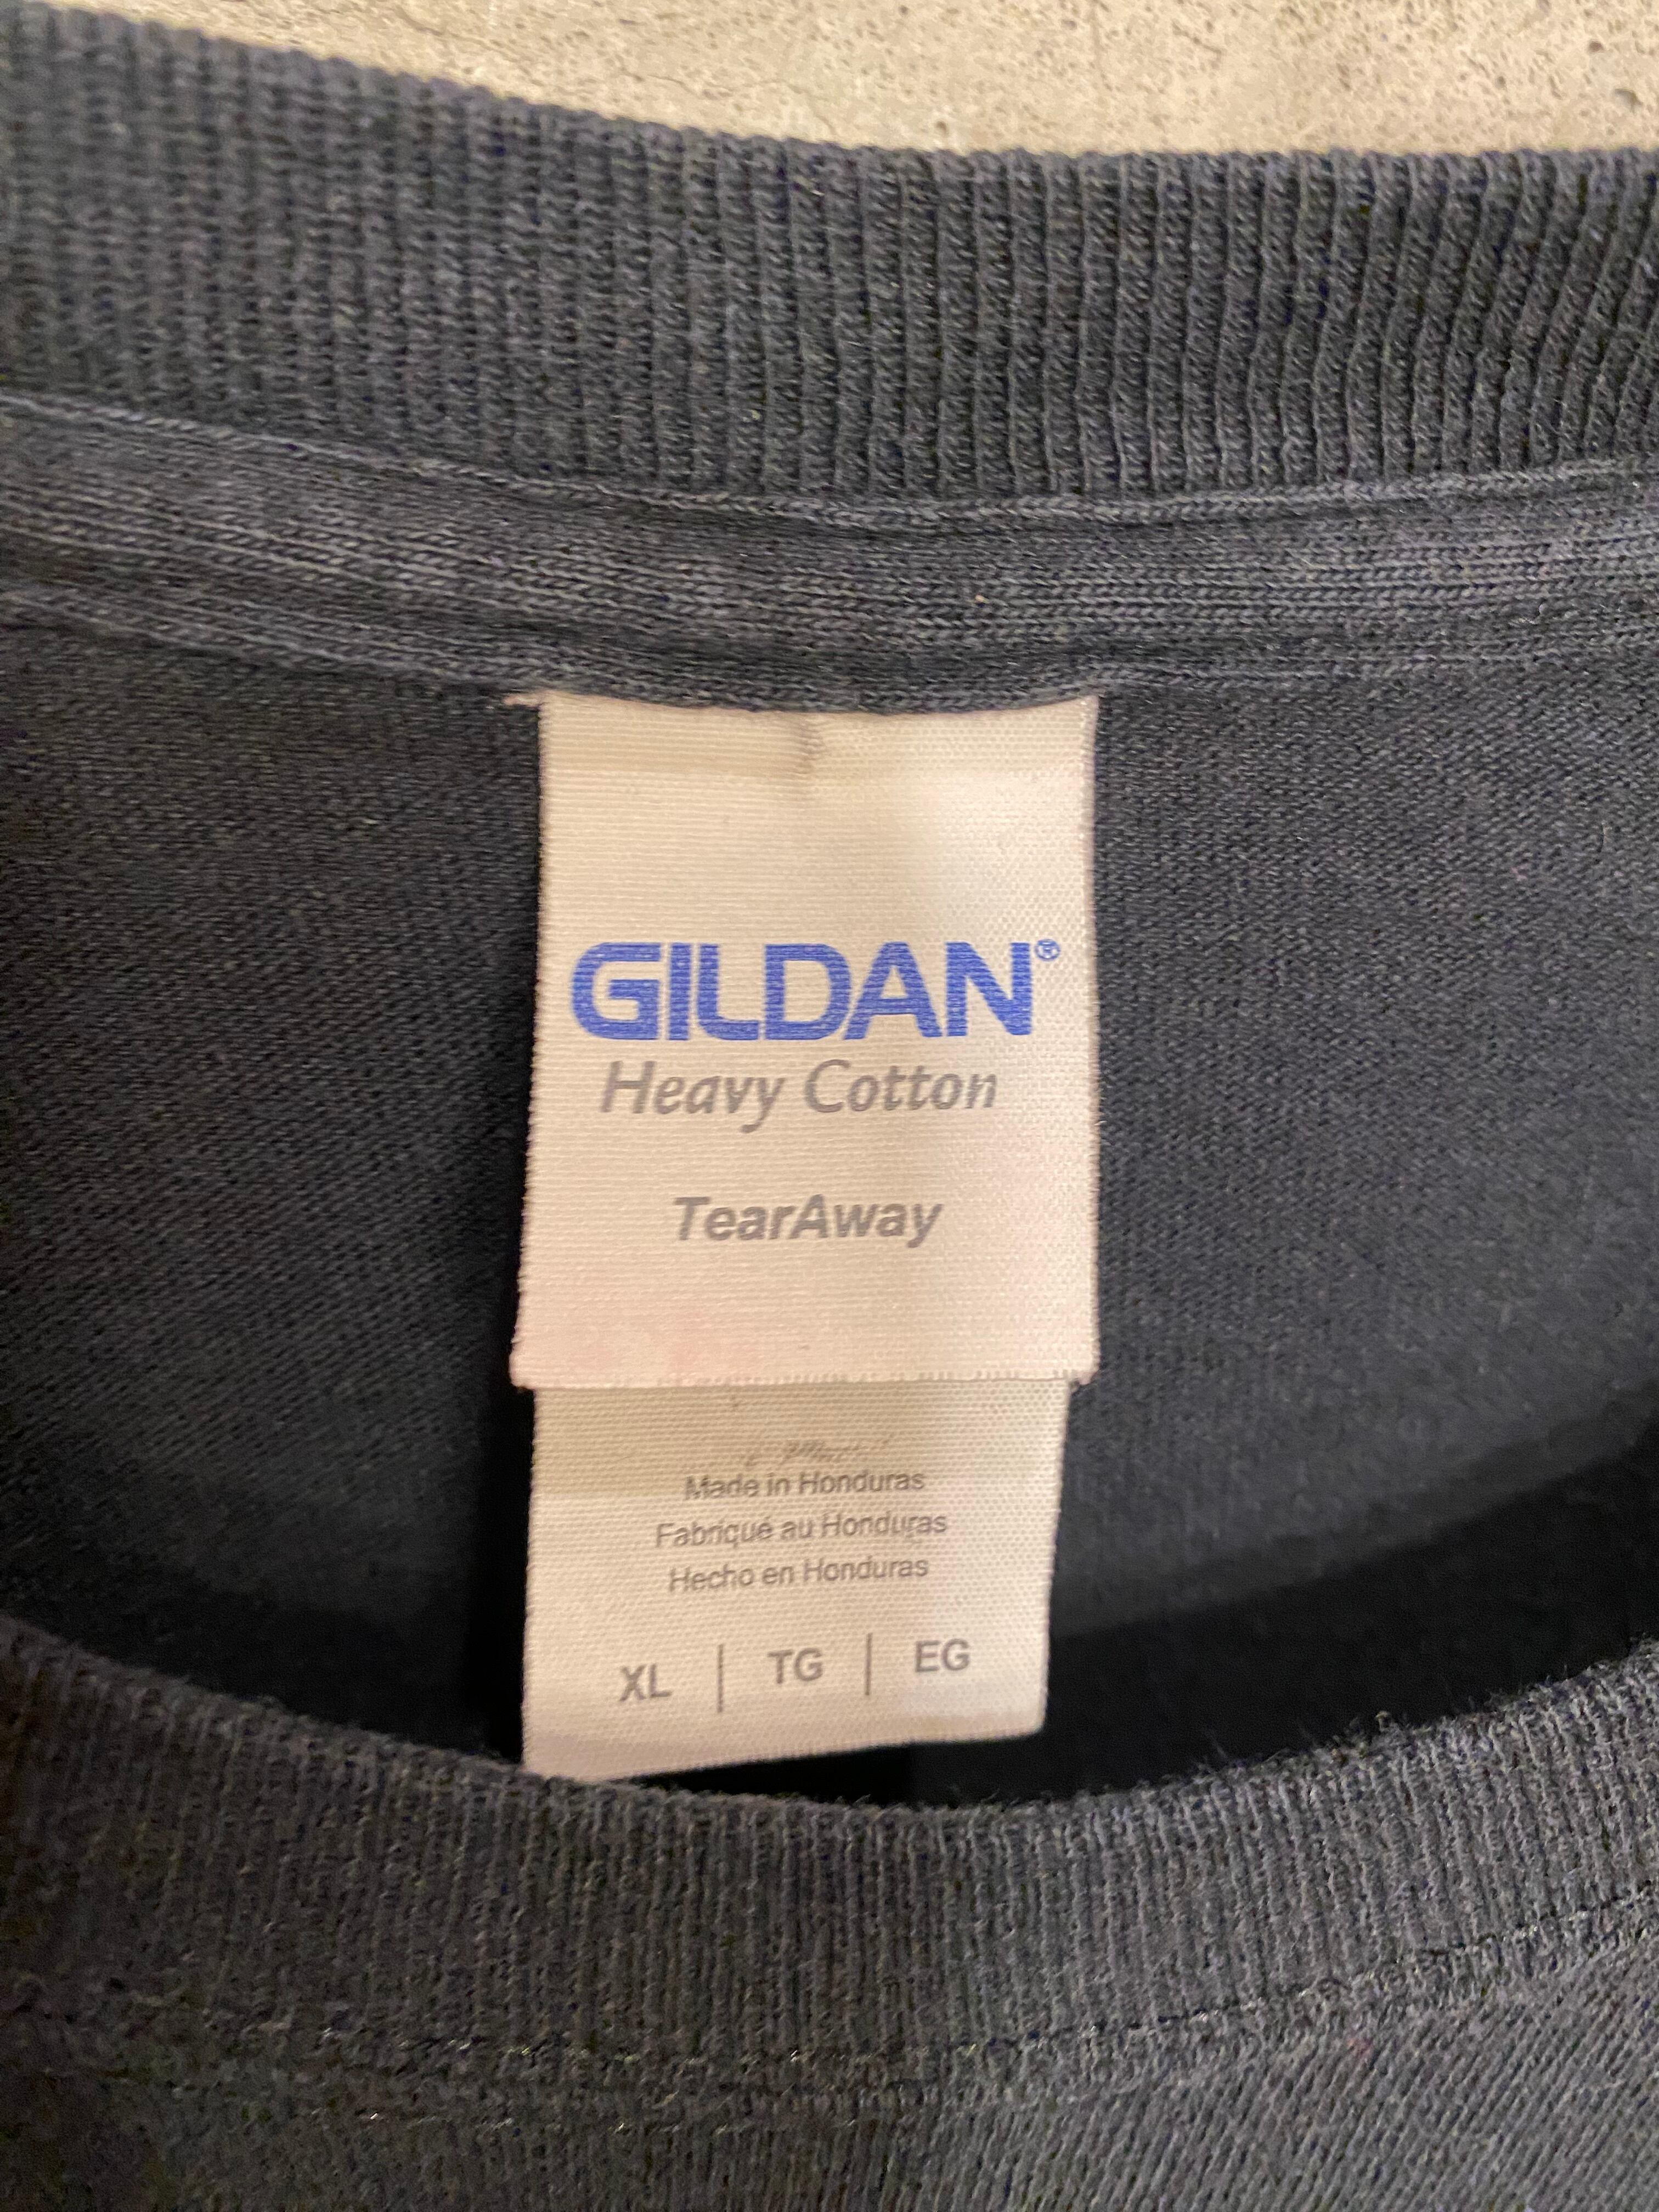 GILDAN®
Heavy Cotton
TearAway
Made in Honduras
Fabriqué au Honduras
Hecho en Honduras
XL | TG | EG